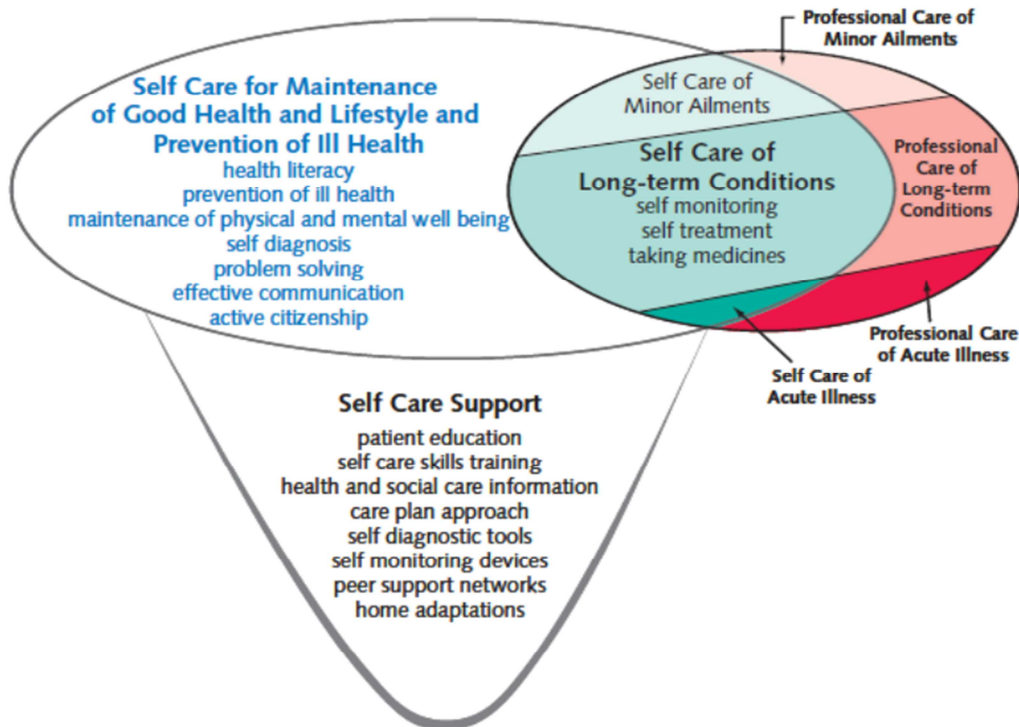 Professional Care of
Minor Ailments
Self Care for Maintenance
of Good Health and Lifestyle and
Prevention of Ill Health
health literacy
prevention of ill health
maintenance of physical and mental well being
self diagnosis
problem solving
effective communication
active citizenship
Self Care of
Minor Ailments
Self Care of
Long-term Conditions
self monitoring
self treatment
taking medicines
Professional
Care of
Long-term
Conditions
Professional Care
of Acute Illness
Self Care of
Acute Illness
Self Care Support
patient education
self care skills training
health and social care information
care plan approach
self diagnostic tools
self monitoring devices
peer support networks
home adaptations